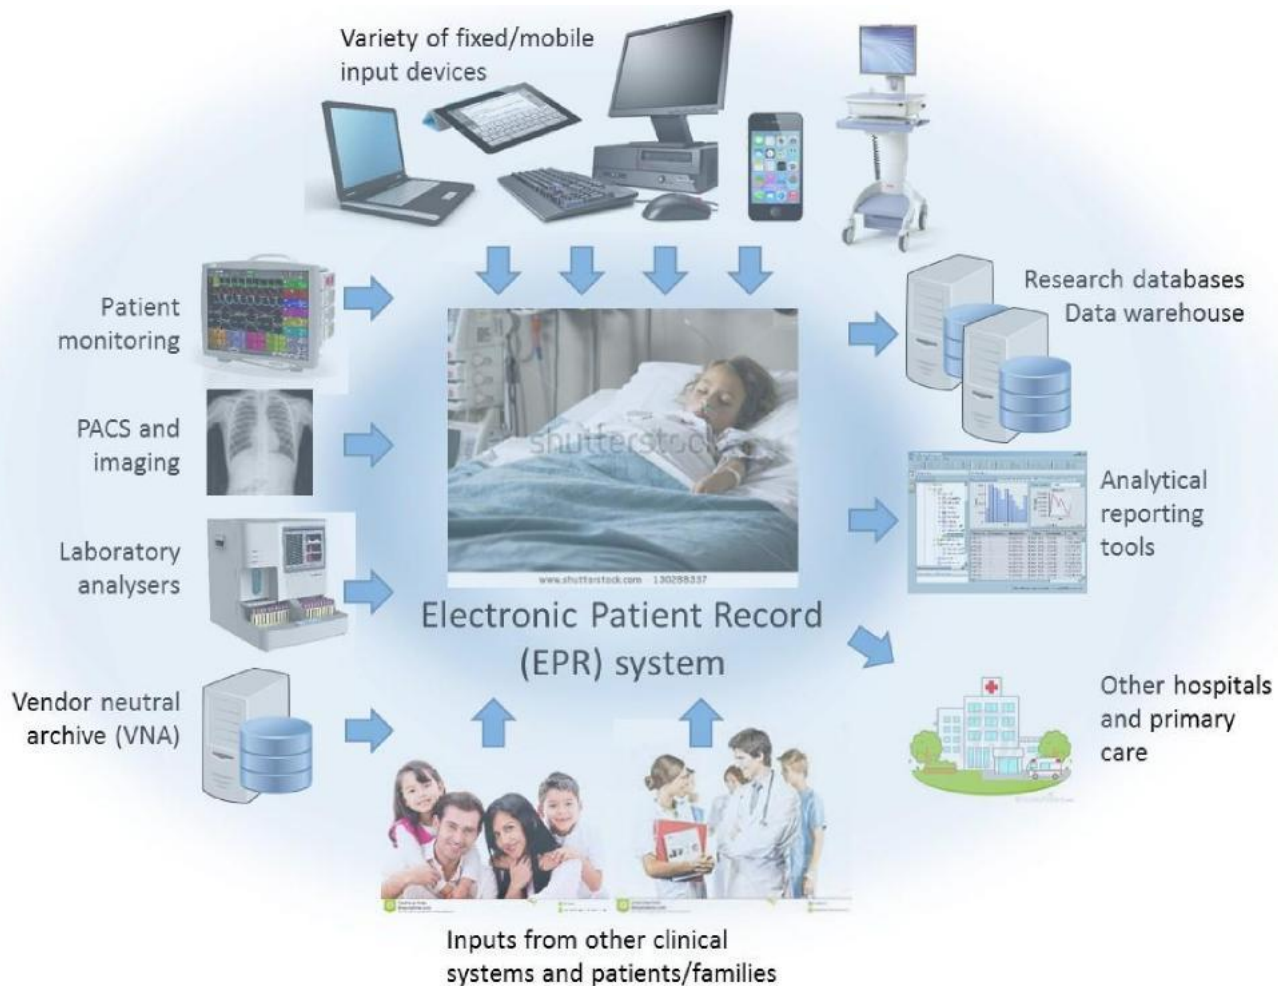 Variety of fixed/mobile
input devices
Patient
monitoring
PACS and
imaging
Laboratory
analysers
Vendor neutral
archive (VNA)
shutterstock
www.shutterstock.com 130288337
Electronic Patient Record
(EPR) system
Research databases
Data warehouse
Analytical
reporting
tools
Other hospitals
and primary
care
Inputs from other clinical
systems and patients/families